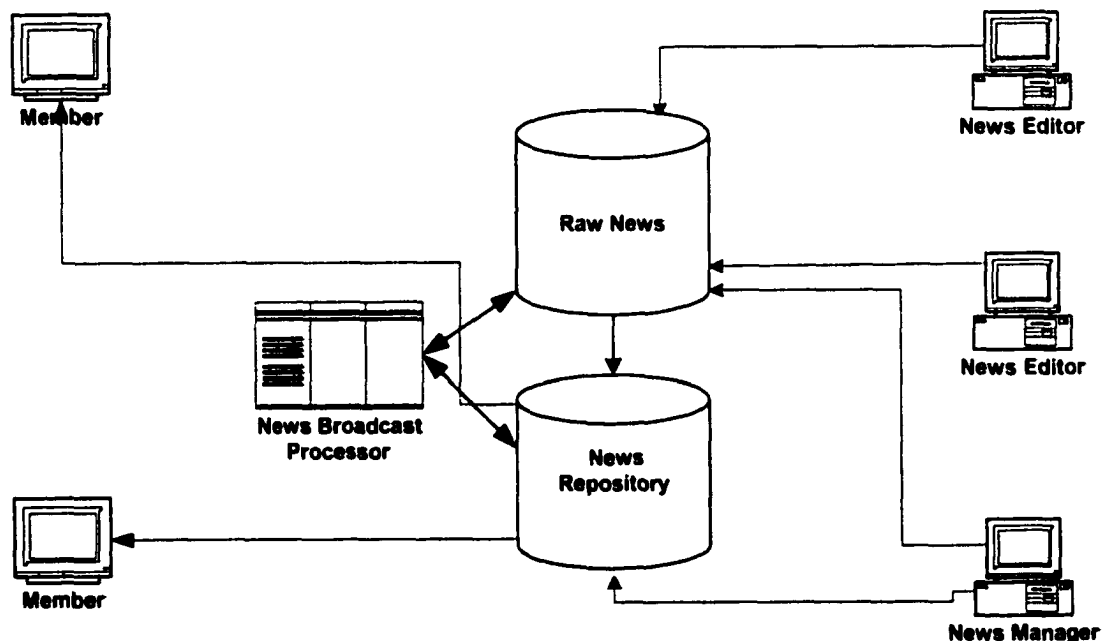 Member
News Editor
Raw News
News Editor
News Broadcast
Processor
News
Repository
Member
News Manager